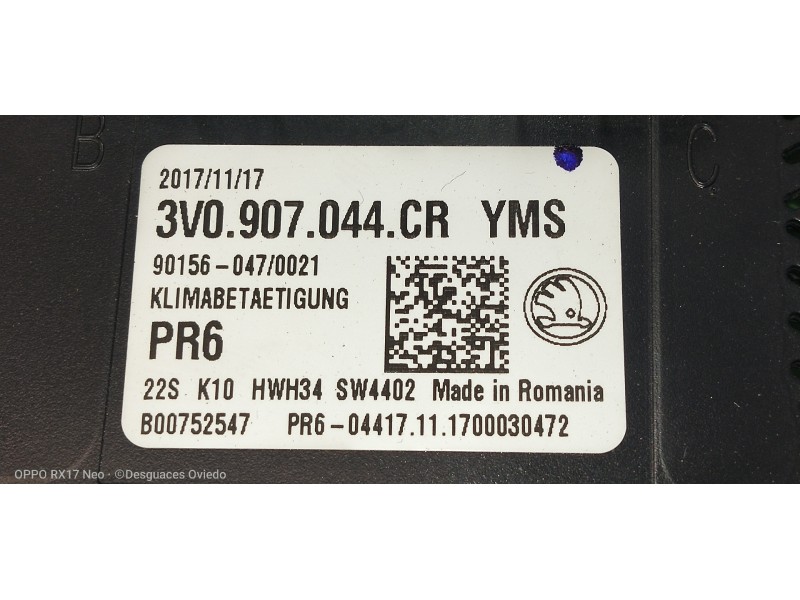 B
C
2017/11/17
3V0.907.044.CR YMS
90156-047/0021
KLIMABETAETIGUNG
PR6
22S K10 HWH34 SW4402 Made in Romania
B00752547 PR6-04417.11.1700030472
OPPO RX17 Neo · ©Desguaces Oviedo